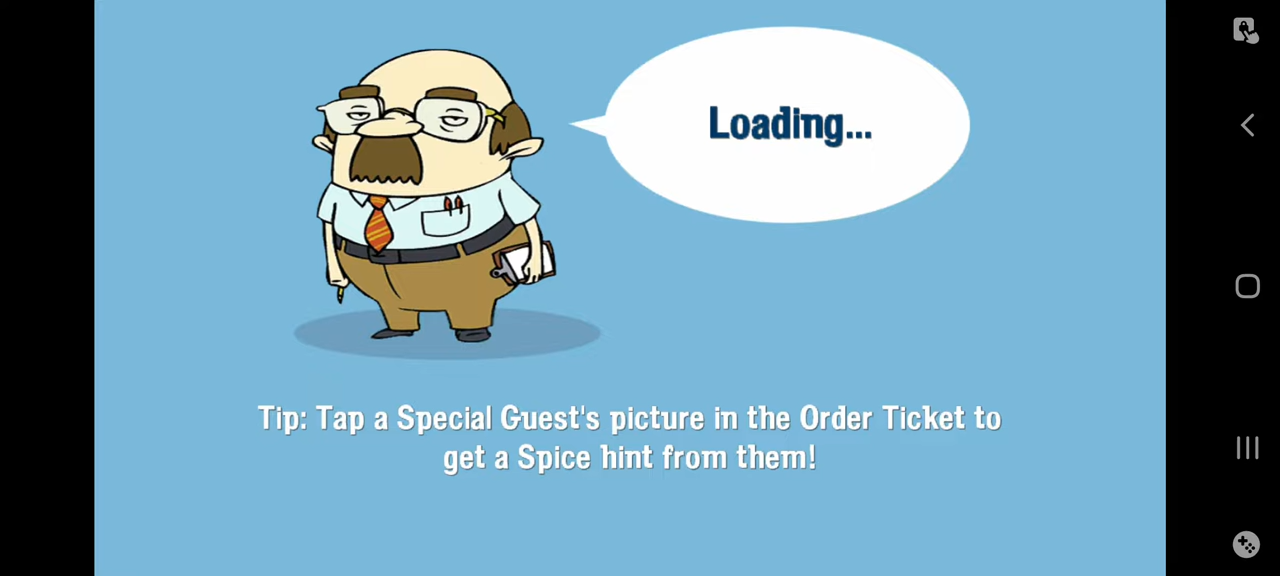 Loading...
Tip: Tap a Special Guest's picture in the Order Ticket to
get a Spice hint from them!